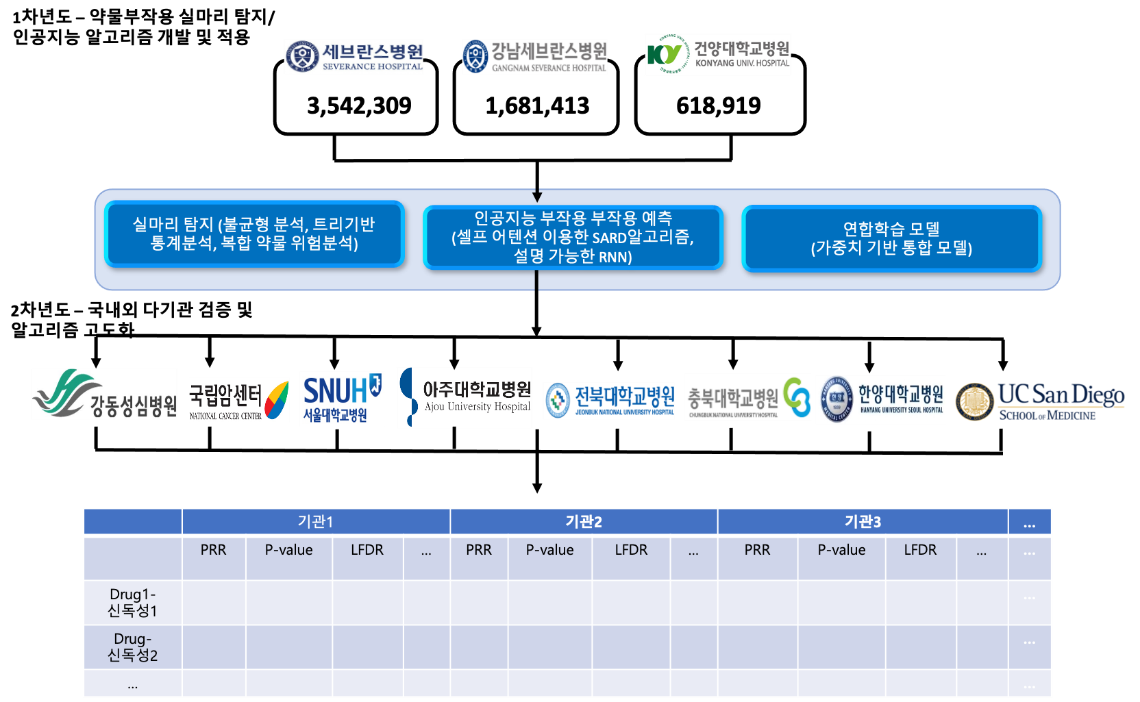 1차년도 – 약물부작용 실마리 탐지/
인공지능 알고리즘 개발 및 적용
세브란스병원
SEVERANCE HOSPITAL
3,542,309
강남세브란스병원
GANGNAM SEVERANCE HOSPITAL
1,681,413
KY
건양대학교병원
KONYANG UNIV. HOSPITAL
618,919
실마리 탐지 (불균형 분석, 트리기반
통계분석, 복합 약물 위험분석)
인공지능 부작용 부작용 예측
(셀프 어텐션 이용한 SARD알고리즘,
설명 가능한 RNN)
연합학습 모델
(가중치 기반 통합 모델)
2차년도 – 국내외 다기관 검증 및
알고리즘 고도화
강동성심병원
국립암센터
NATIONAL CANCER CENTER
SNUH
서울대학교병원
아주대학교병원
Ajou University Hospital
전북대학교병원
JEONBUK NATIONAL UNIVERSITY HOSPITAL
충북대학교병원
CHUNGBUK NATIONAL UNIVERSITY HOSPITAL
한양대학교병원
HANYANG UNIVERSITY SEOUL HOSPITAL
UC San Diego
SCHOOL OF MEDICINE
기관1 기관2 기관3 ...
PRR P-value LFDR ... PRR P-value LFDR ... PRR P-value LFDR ... ...
Drug1-
신독성1 ...
Drug-
신독성2 ...
... ...